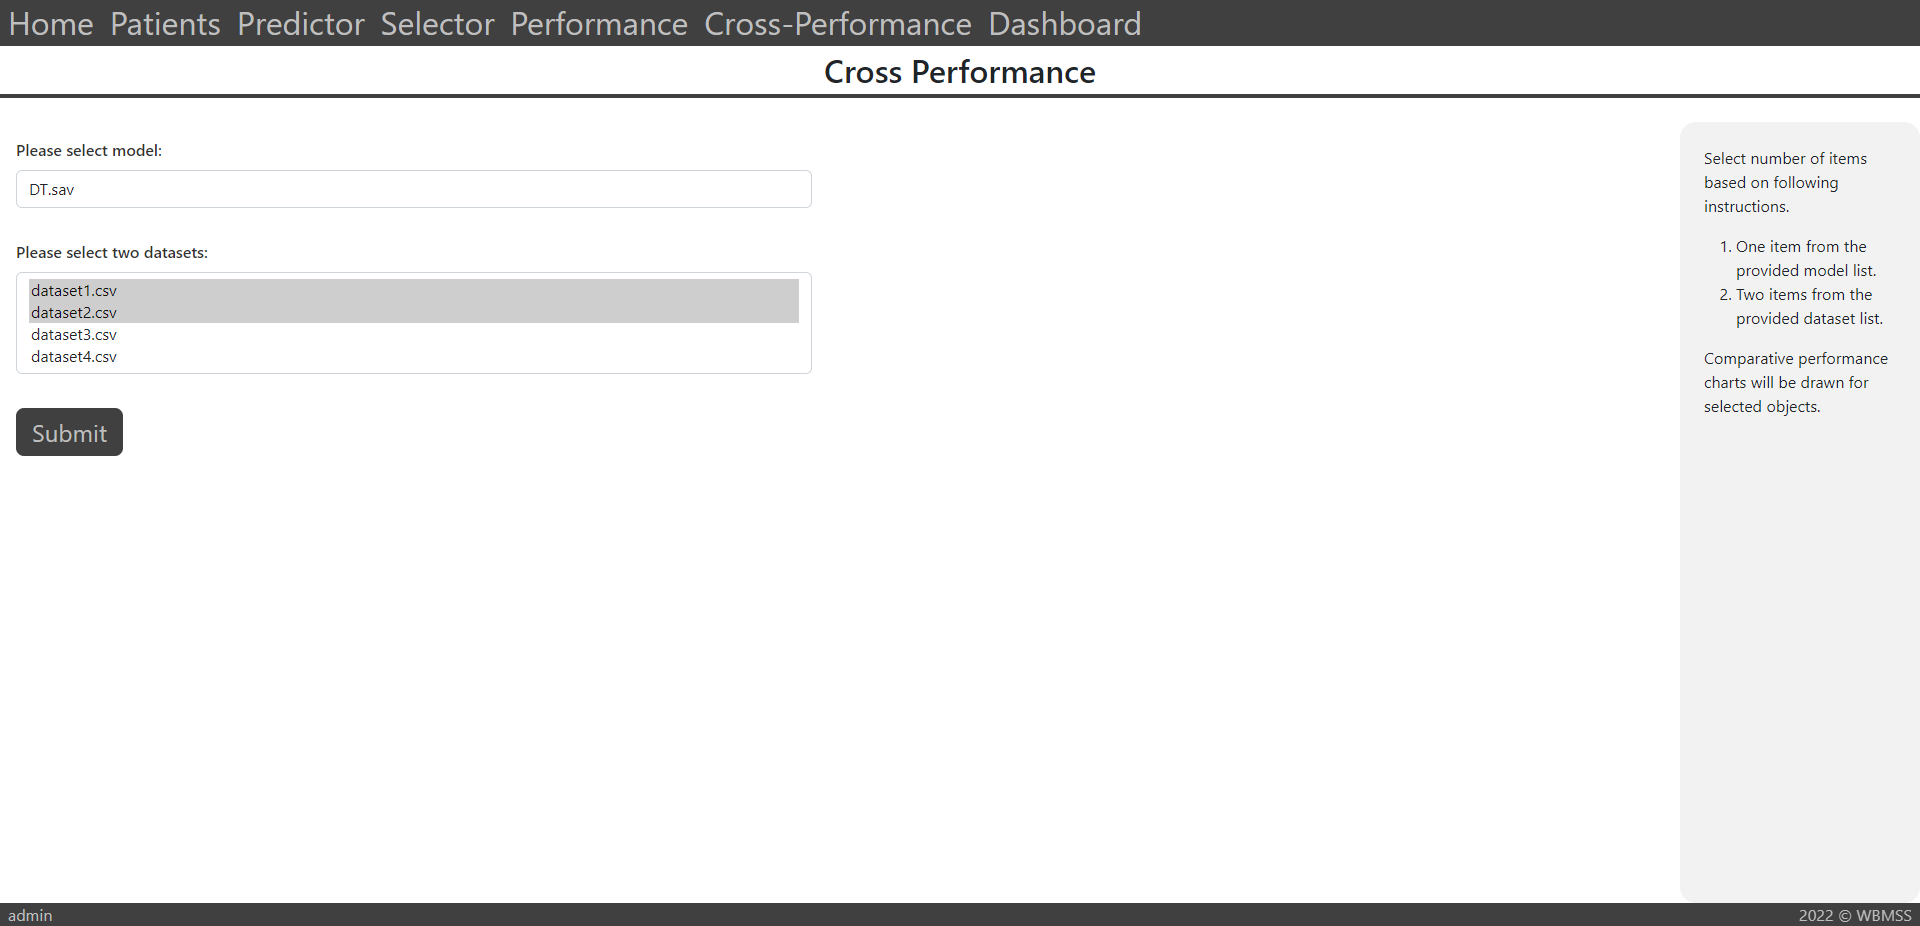 Home Patients Predictor Selector Performance Cross-Performance Dashboard
Cross Performance
Please select model:
DT.sav
Please select two datasets:
dataset1.csv
dataset2.csv
dataset3.csv
dataset4.csv
Submit
Select number of items
based on following
instructions.
1. One item from the
provided model list.
2. Two items from the
provided dataset list.
Comparative performance
charts will be drawn for
selected objects.
admin
2022 © WBMSS